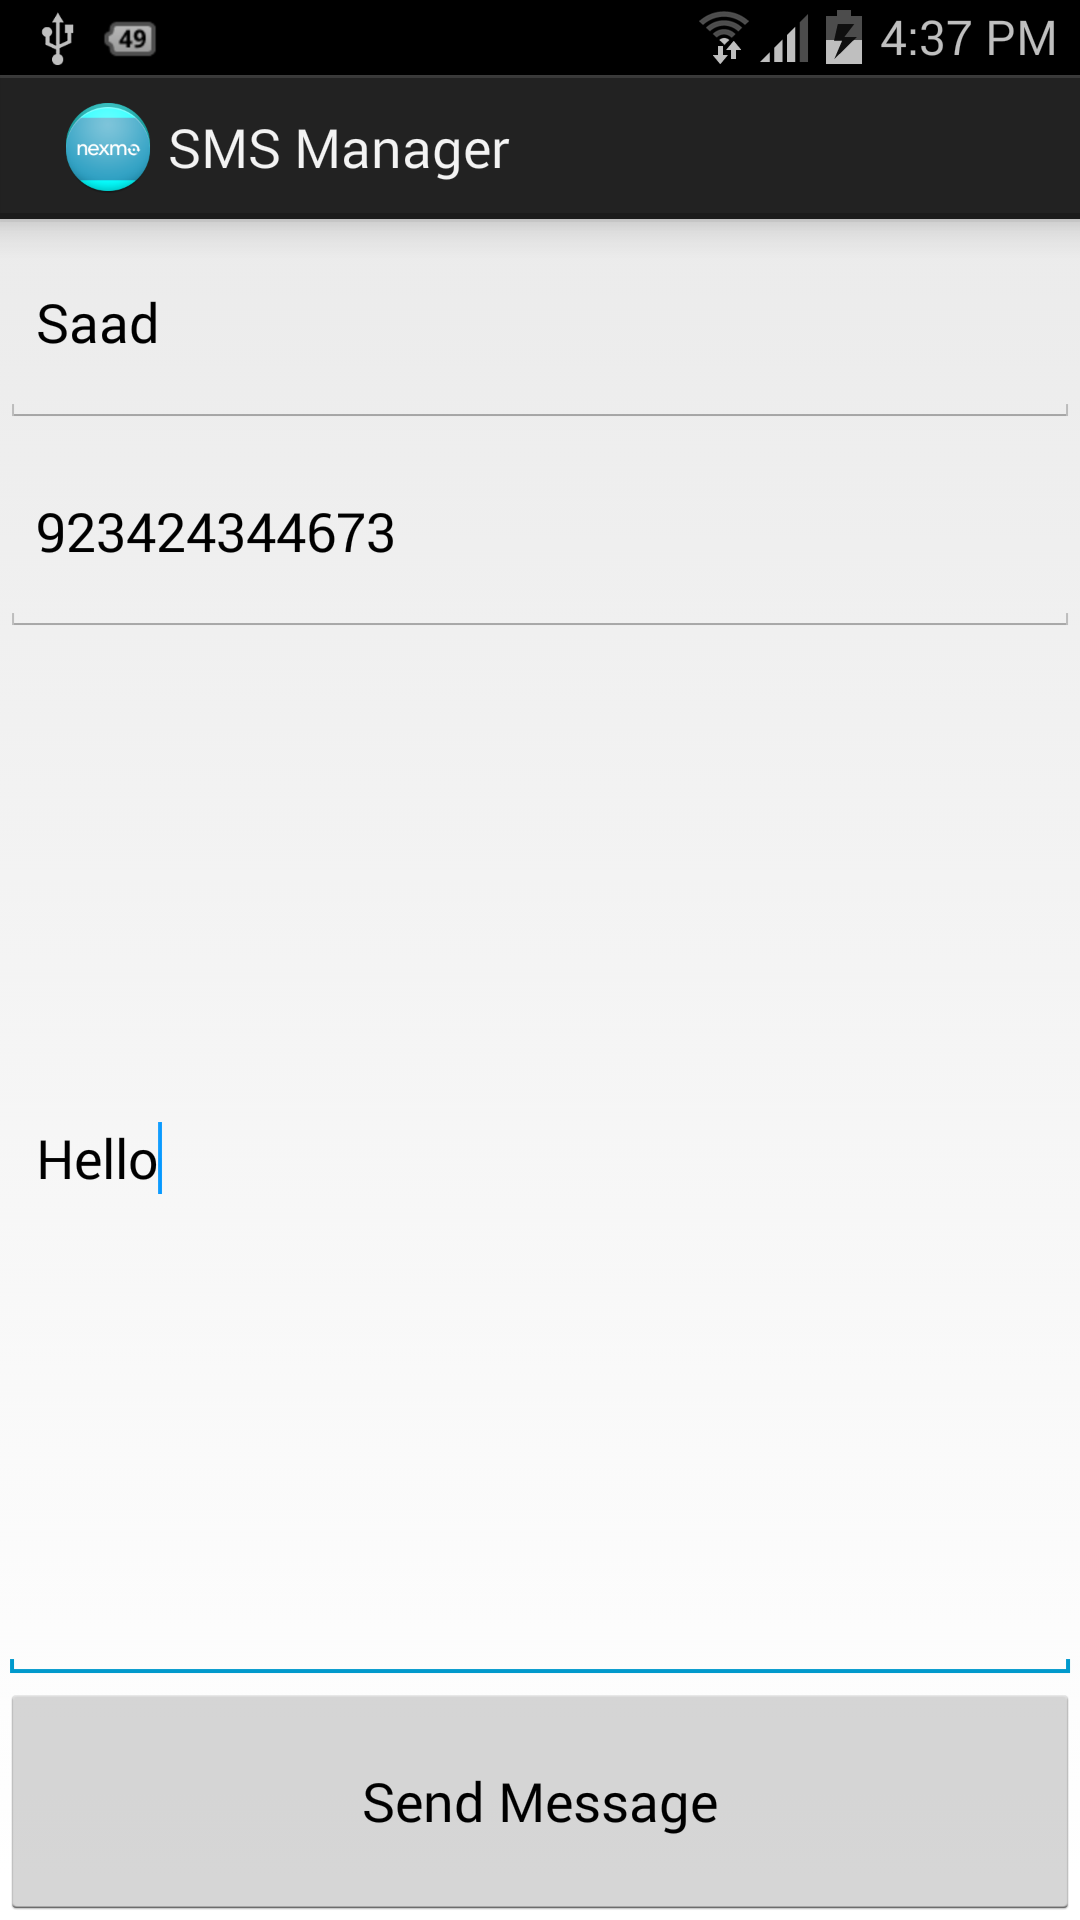 49 4:37 PM
nexmo SMS Manager
Saad
923424344673
Hello
Send Message